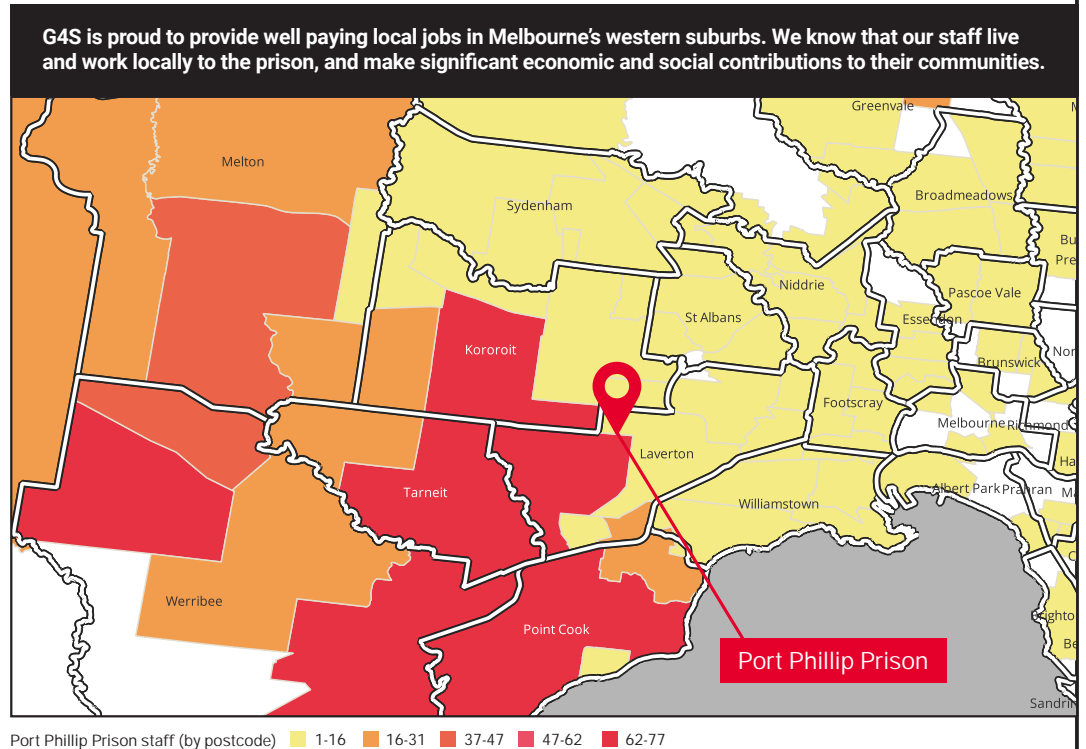 G4S is proud to provide well paying local jobs in Melbourne's western suburbs. We know that our staff live
and work locally to the prison, and make significant economic and social contributions to their communities.
Greenvale
Melton
Broadmeadows
Sydenham
Niddrie
Pascoe Vale
St Albans
Essendon
Kororoit
Brunswick
Footscray
Melbourne
Richmond
Laverton
Albert Park
Prahran
Tarneit
Williamstown
Werribee
Point Cook
Port Phillip Prison
Port Phillip Prison staff (by postcode) 1-16 16-31 37-47 47-62 62-77